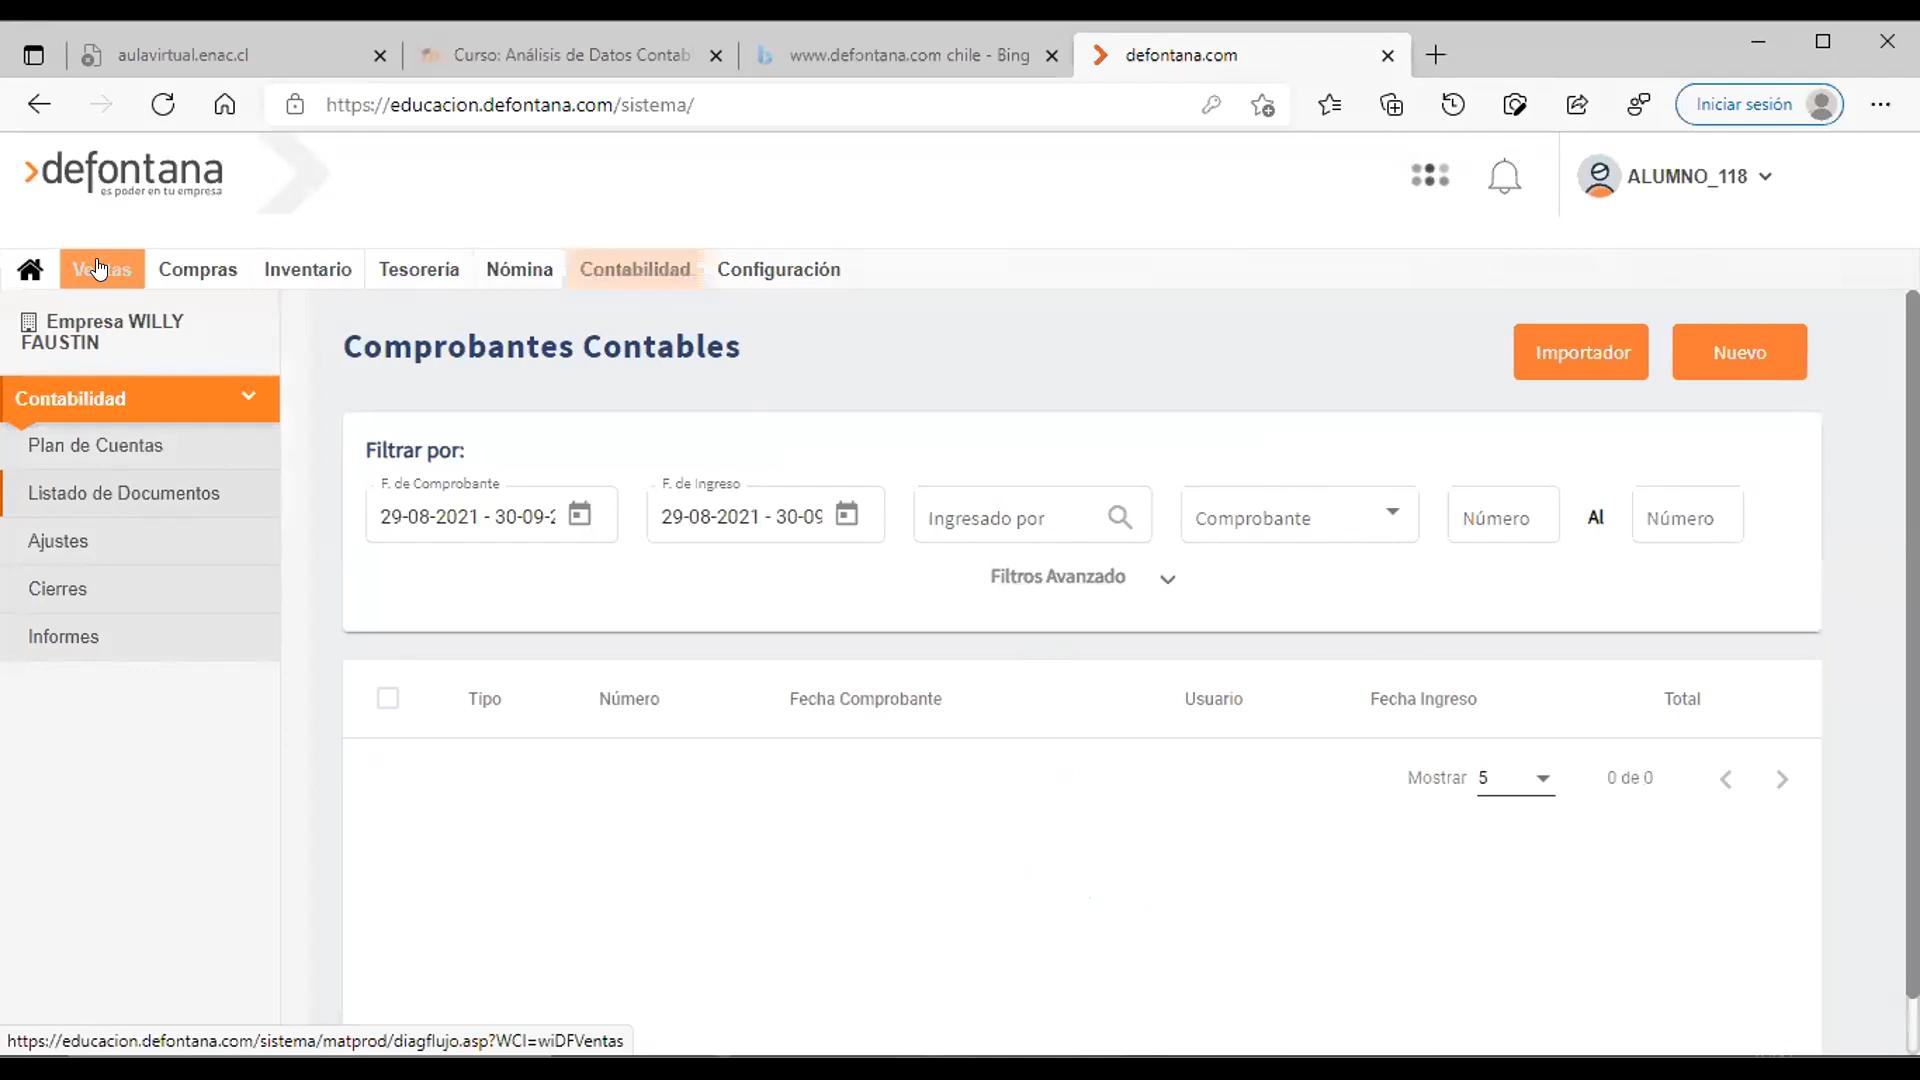 aulavirtual.enac.cl
Curso: Análisis de Datos Contab
www.defontana.com chile - Bing
defontana.com
https://educacion.defontana.com/sistema/
Iniciar sesión
defontana
es poder en tu empresa
ALUMNO_118
Ventas
Compras
Inventario
Tesorería
Nómina
Contabilidad
Configuración
Empresa WILLY
FAUSTIN
Contabilidad
Plan de Cuentas
Listado de Documentos
Ajustes
Cierres
Informes
Comprobantes Contables
Importador
Nuevo
Filtrar por:
F. de Comprobante
29-08-2021 - 30-09-2
F. de Ingreso
29-08-2021 - 30-09
Ingresado por
Comprobante
Número
Al
Número
Filtros Avanzado
Tipo
Número
Fecha Comprobante
Usuario
Fecha Ingreso
Total
Mostrar
5
0 de 0
https://educacion.defontana.com/sistema/matprod/diagflujo.asp?WCI=wiDFVentas